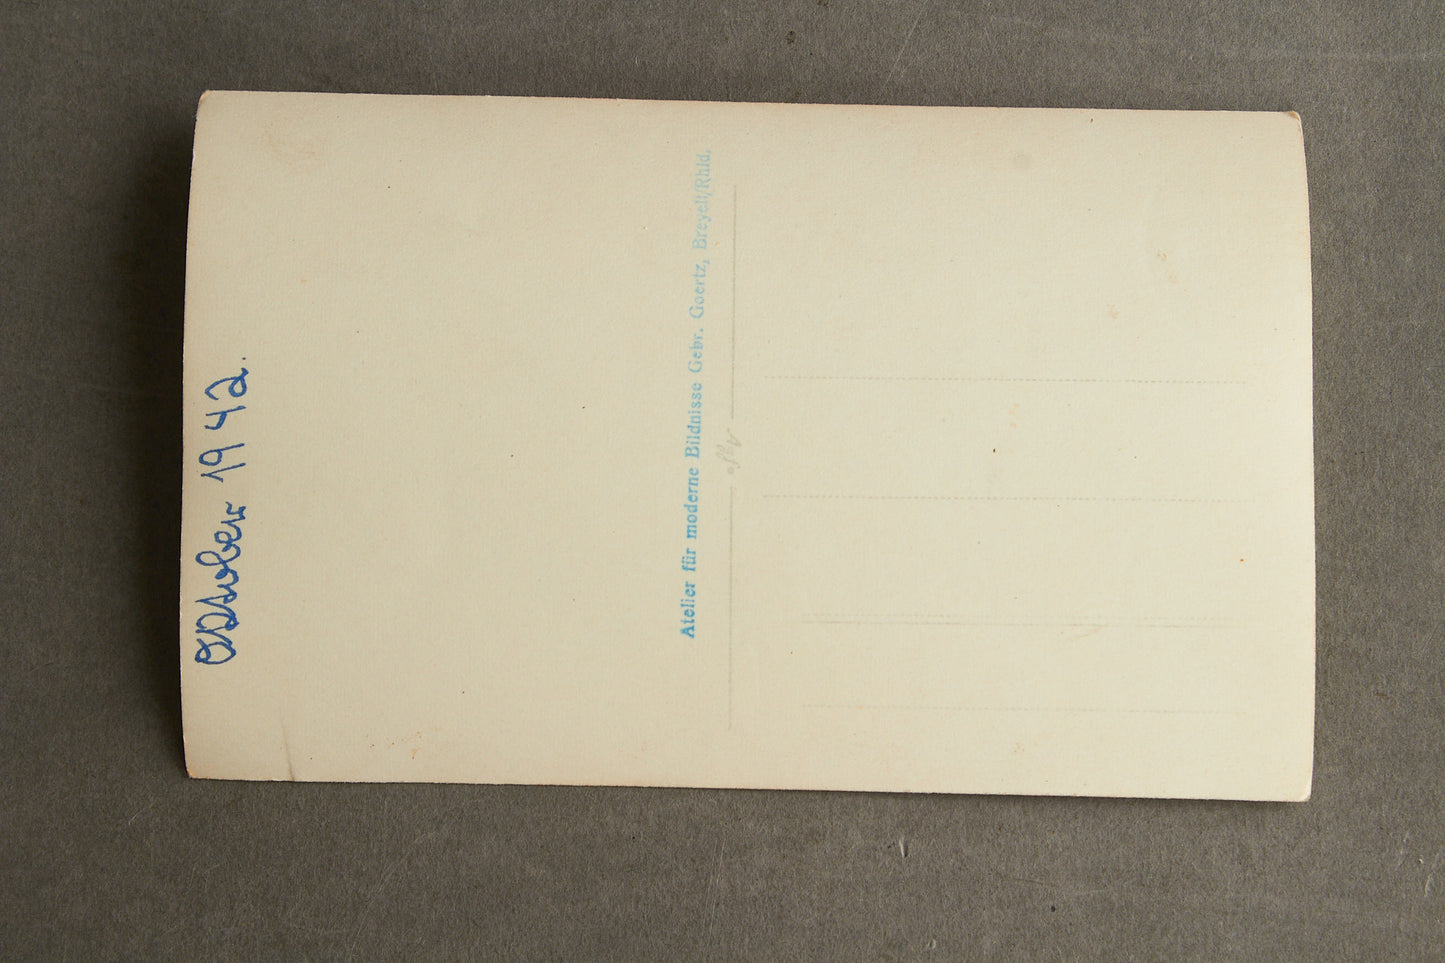 Oktober 1942.
Atelier für moderne Bildnisse Gebr. Goertz, Breyell/Rhld.